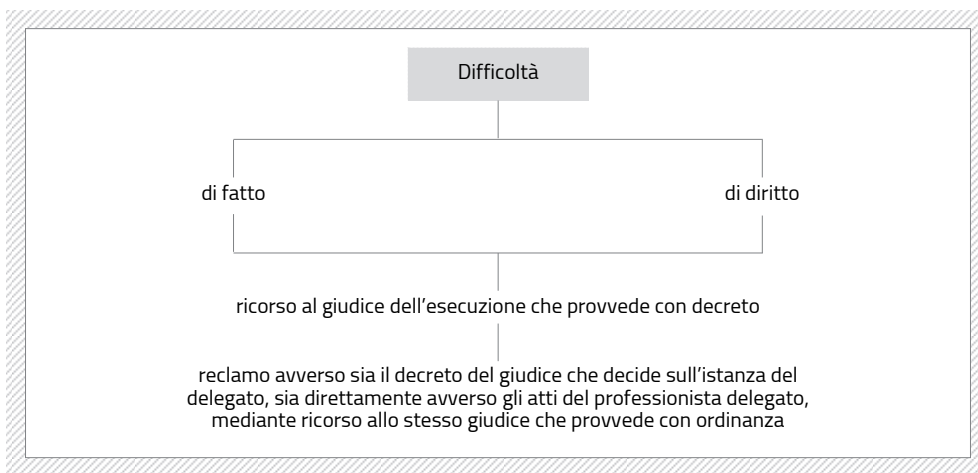 Difficoltà
di fatto
di diritto
ricorso al giudice dell’esecuzione che provvede con decreto
reclamo avverso sia il decreto del giudice che decide sull’istanza del
delegato, sia direttamente avverso gli atti del professionista delegato,
mediante ricorso allo stesso giudice che provvede con ordinanza